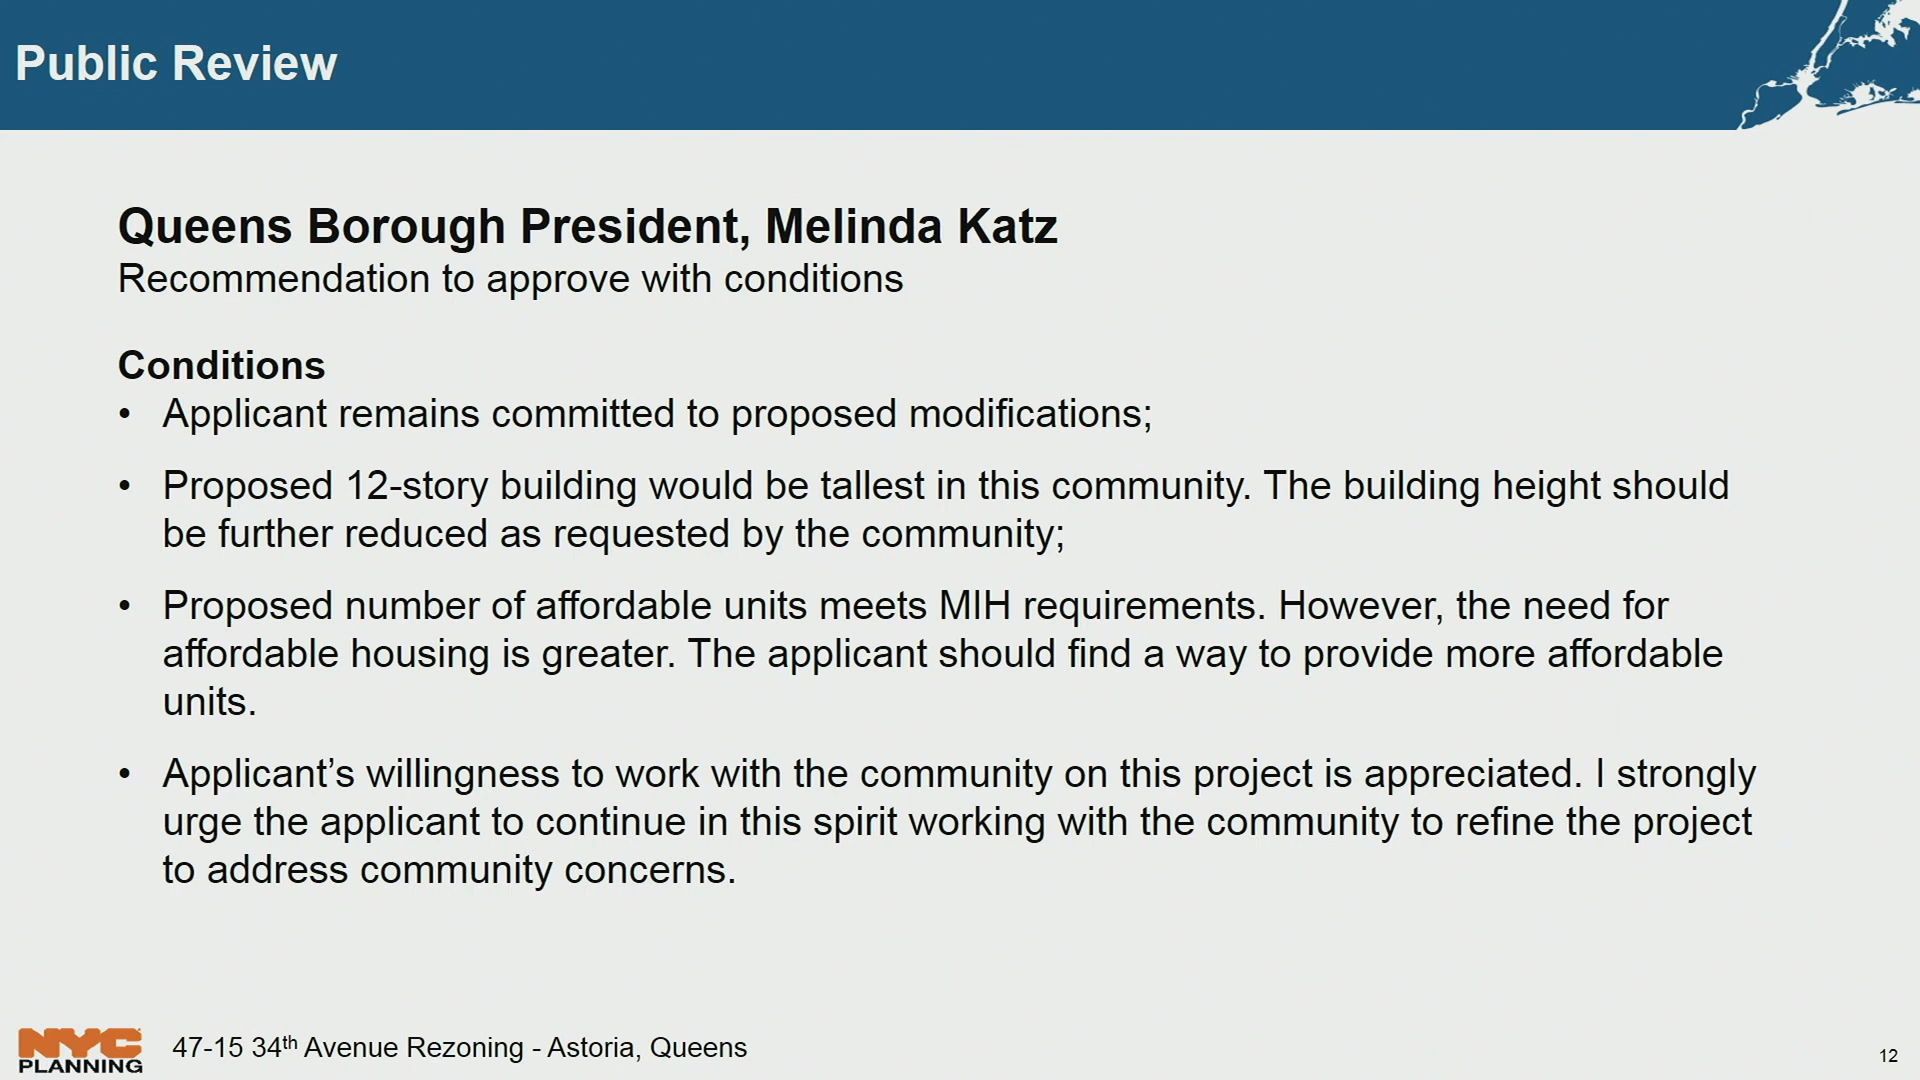 Public Review
Queens Borough President, Melinda Katz
Recommendation to approve with conditions
Conditions
• Applicant remains committed to proposed modifications;
• Proposed 12-story building would be tallest in this community. The building height should
be further reduced as requested by the community;
• Proposed number of affordable units meets MIH requirements. However, the need for
affordable housing is greater. The applicant should find a way to provide more affordable
units.
• Applicant’s willingness to work with the community on this project is appreciated. I strongly
urge the applicant to continue in this spirit working with the community to refine the project
to address community concerns.
NYC
PLANNING
47-15 34th Avenue Rezoning - Astoria, Queens
12